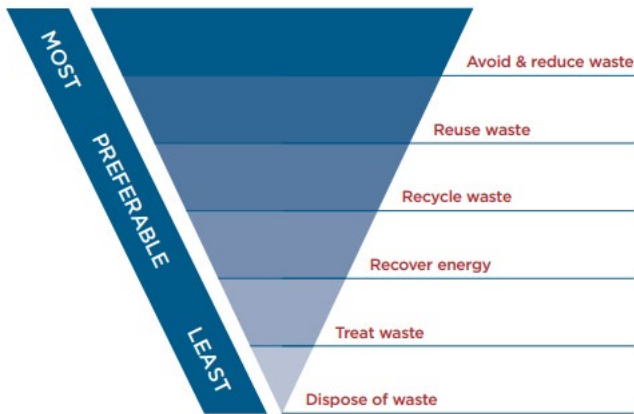 MOST
PREFERABLE
LEAST
Avoid & reduce waste
Reuse waste
Recycle waste
Recover energy
Treat waste
Dispose of waste